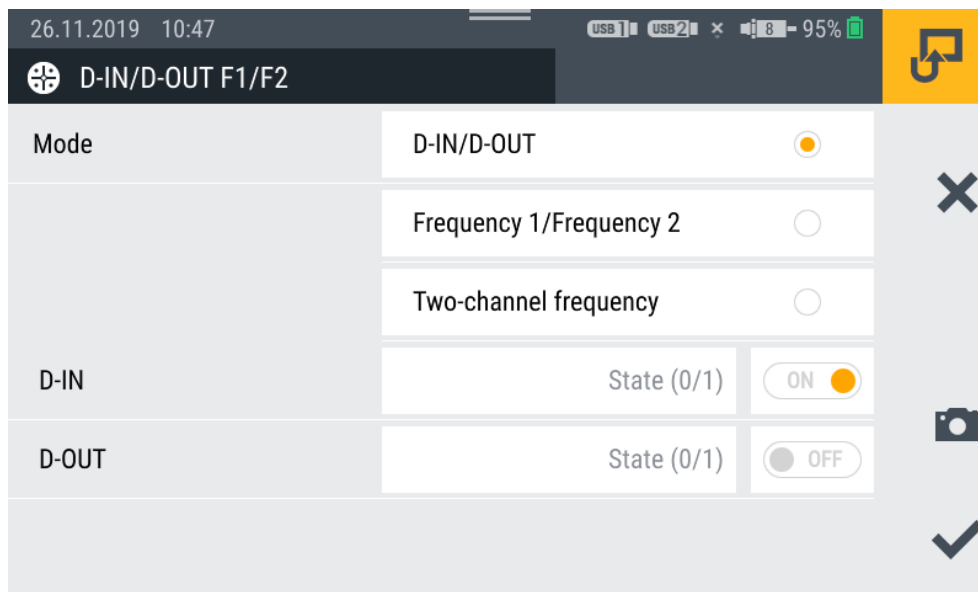 26.11.2019 10:47 USB 1 USB 2 8 95%
D-IN/D-OUT F1/F2
Mode D-IN/D-OUT
Frequency 1/Frequency 2
Two-channel frequency
D-IN State (0/1) ON
D-OUT State (0/1) OFF